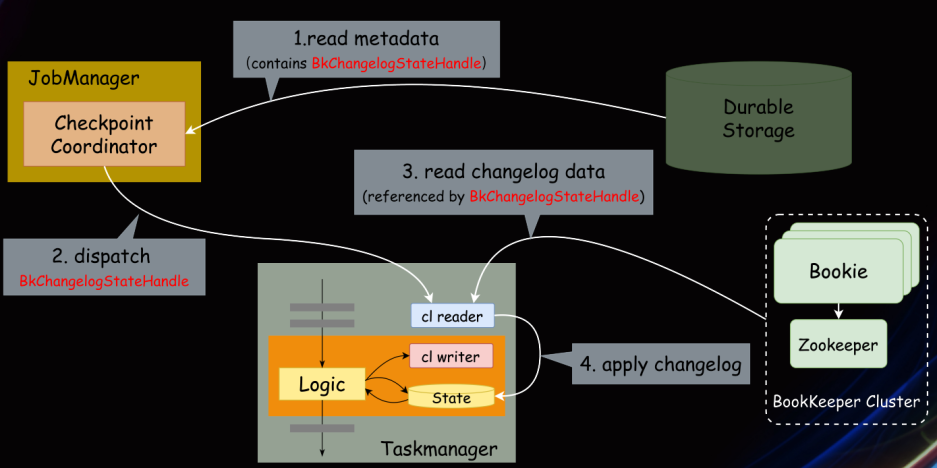 1.read metadata
(contains BkChangelogStateHandle)
JobManager
Checkpoint
Coordinator
Durable
Storage
3. read changelog data
(referenced by BkChangelogStateHandle)
2. dispatch
BkChangelogStateHandle
Bookie
cl reader
Zookeeper
cl writer
4. apply changelog
Logic
State
BookKeeper Cluster
Taskmanager